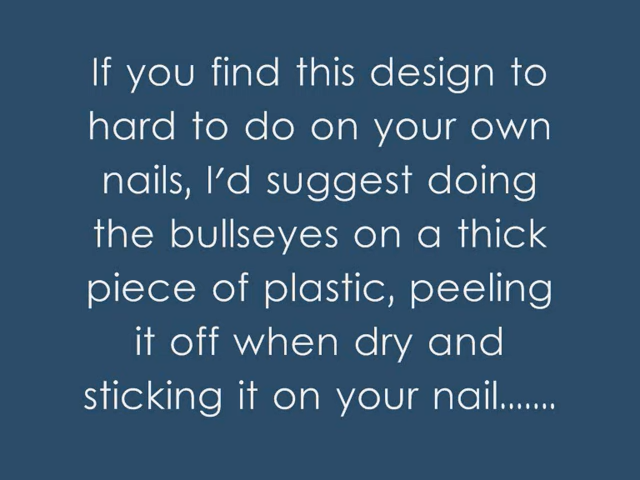 If you find this design to
hard to do on your own
nails, I'd suggest doing
the bullseyes on a thick
piece of plastic, peeling
it off when dry and
sticking it on your nail.......